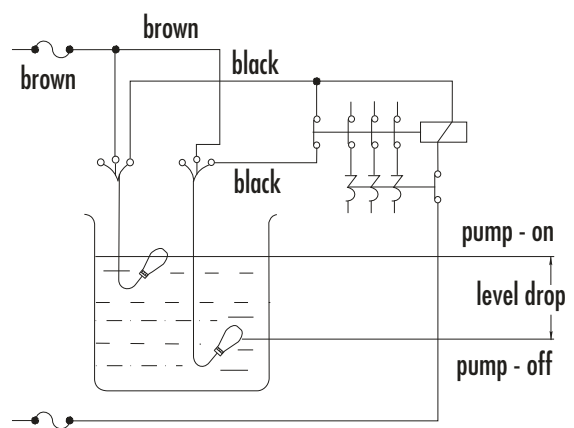 brown
brown
black
black
pump - on
level drop
pump - off